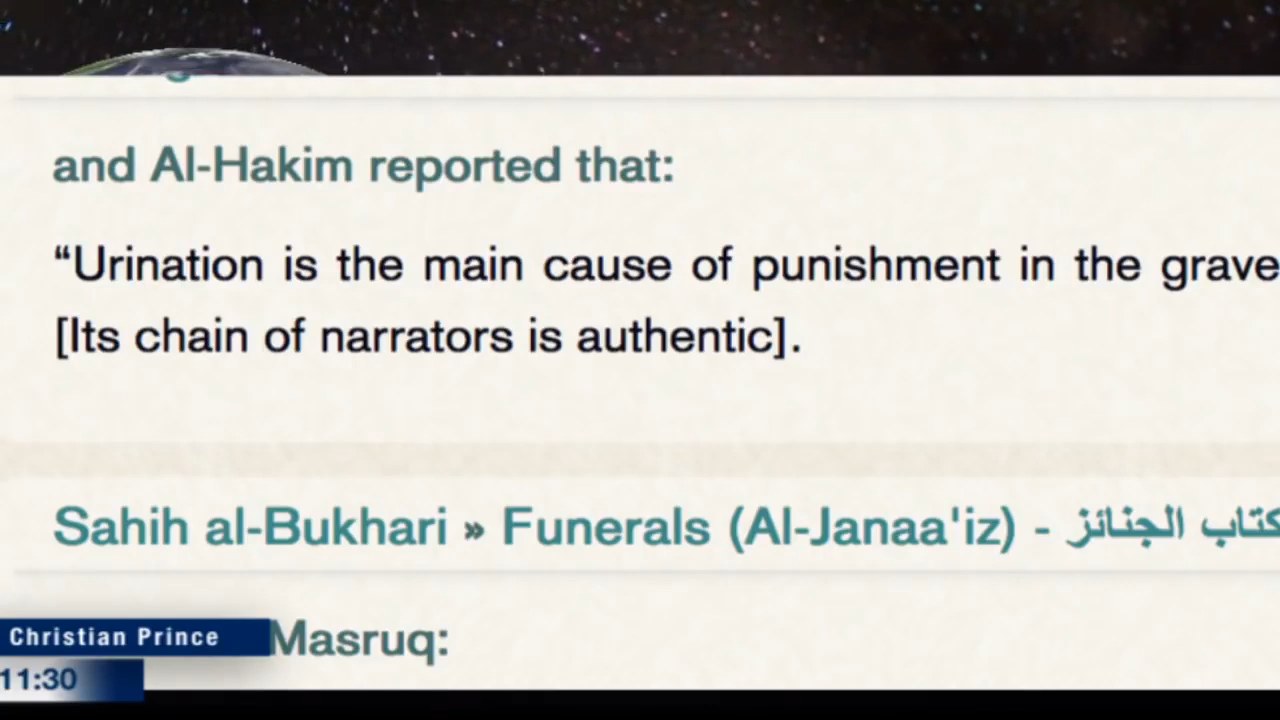 and Al-Hakim reported that:
“Urination is the main cause of punishment in the grave
[Its chain of narrators is authentic].
Sahih al-Bukhari » Funerals (Al-Janaa'iz) - كتاب الجنائز
Masruq:
Christian Prince
11:30